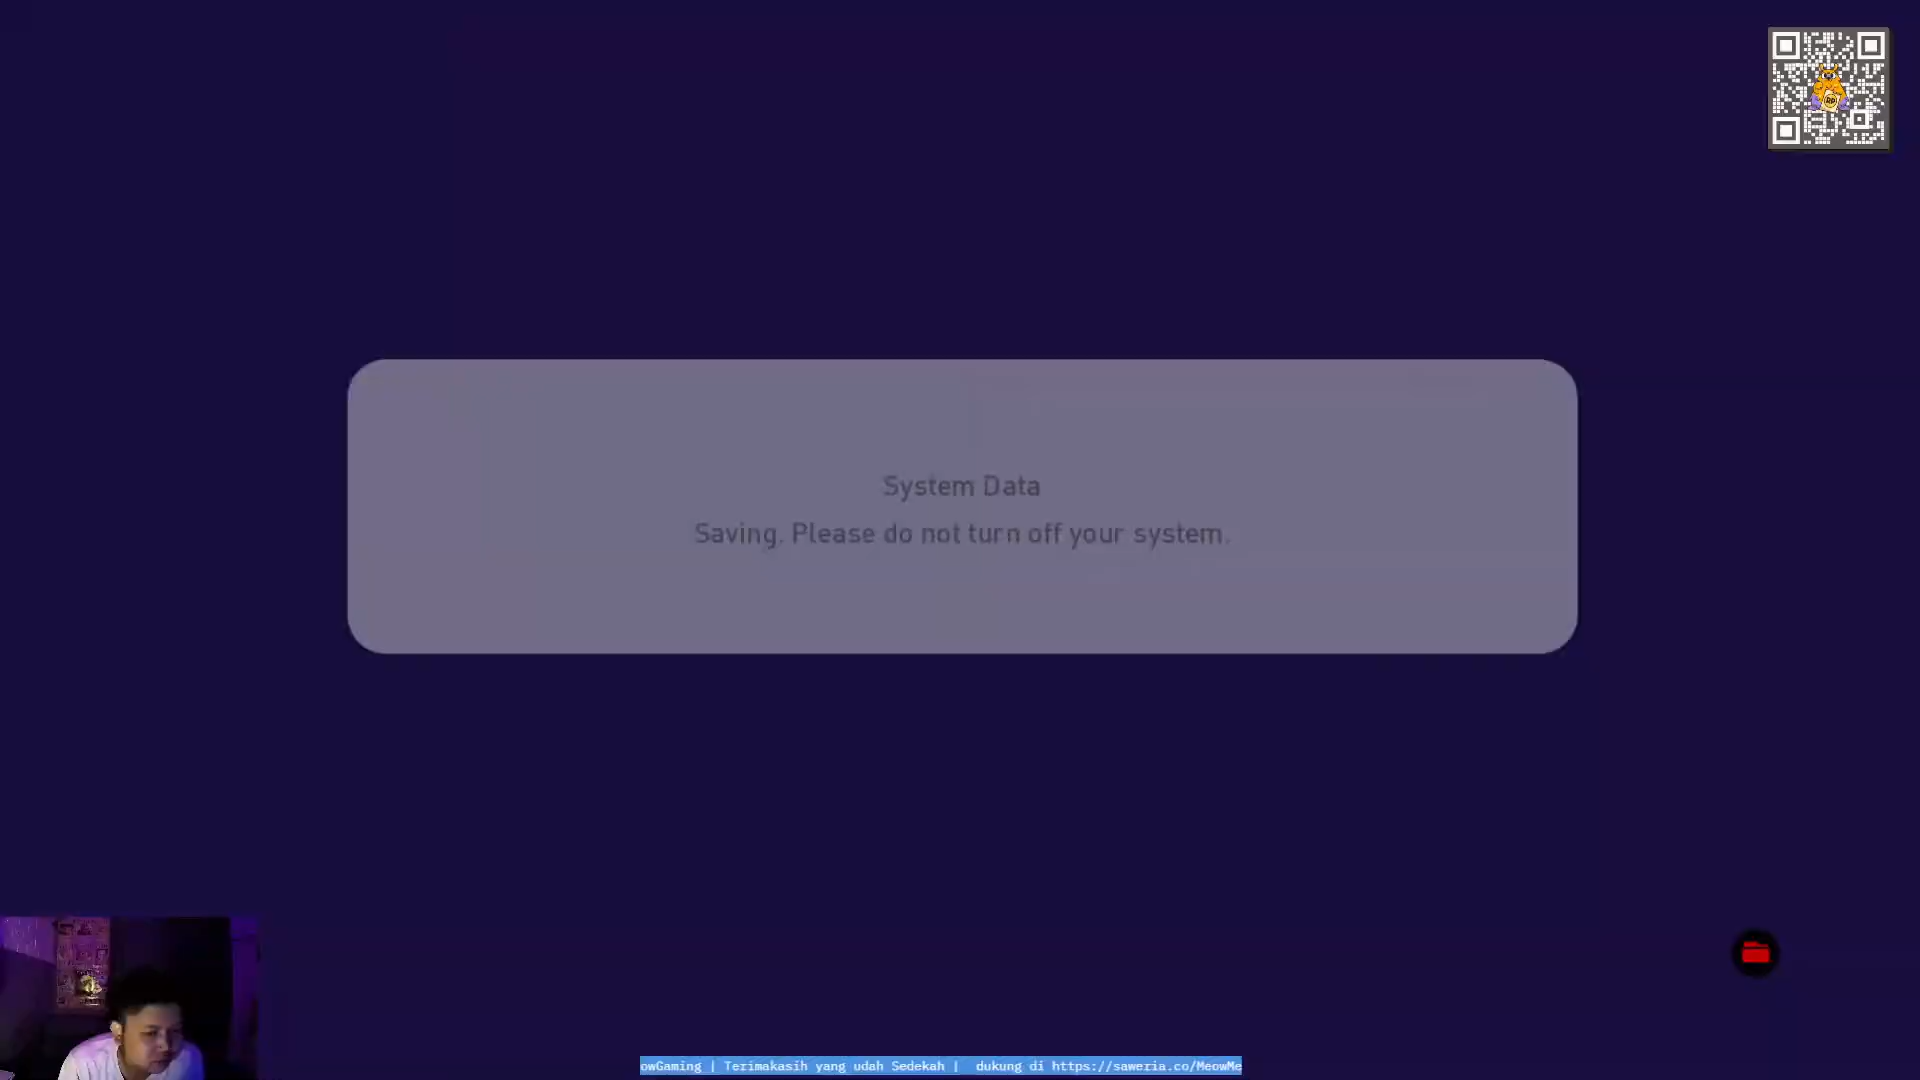 System Data
Saving. Please do not turn off your system.
owGaming | Terimakasih yang udah Sedekah | dukung di https://saweria.co/MeowMe